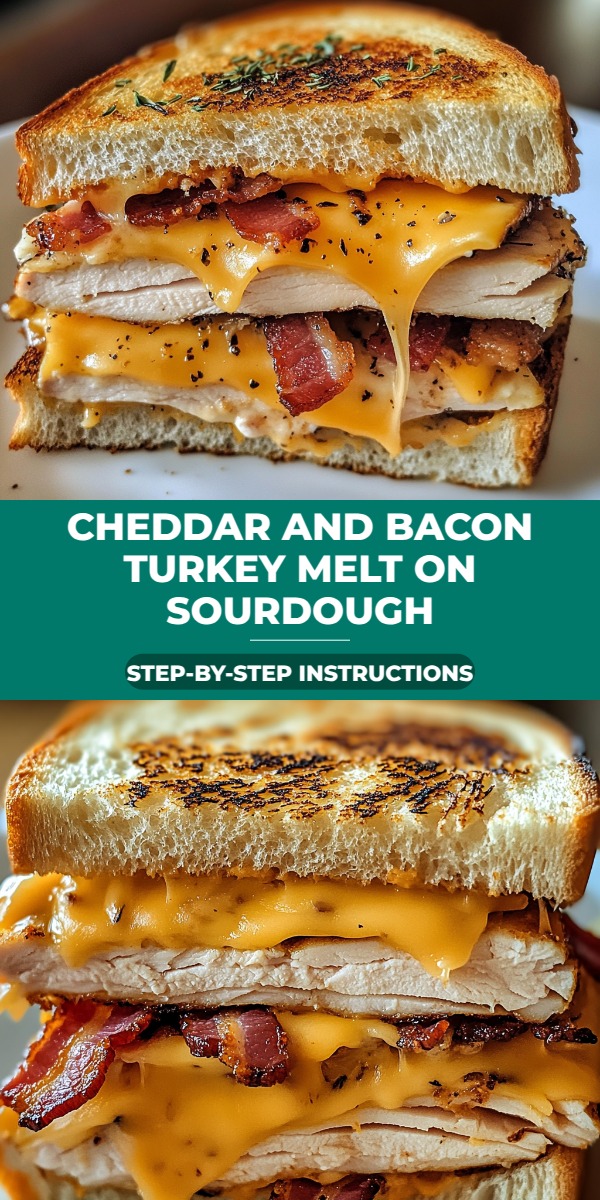 CHEDDAR AND BACON
TURKEY MELT ON
SOURDOUGH
STEP-BY-STEP INSTRUCTIONS